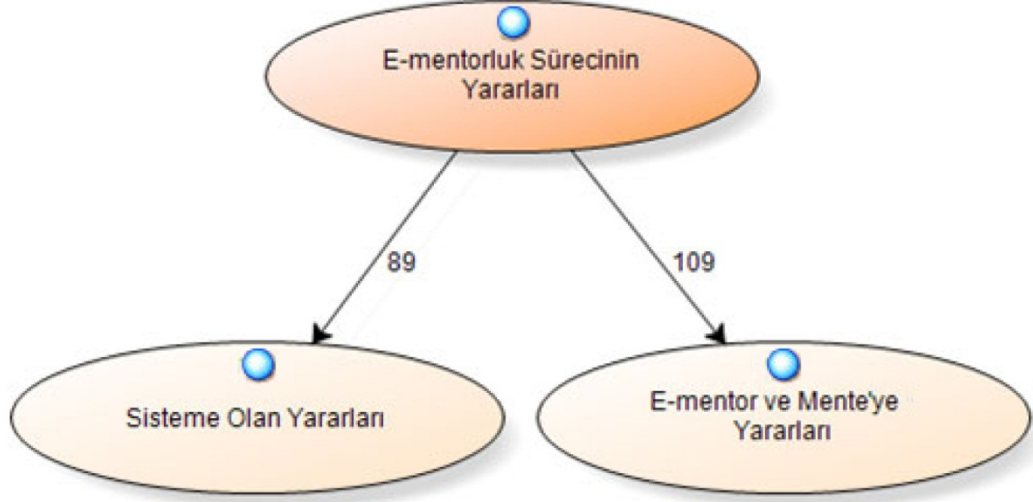 E-mentorluk Sürecinin
Yararları
89
109
Sisteme Olan Yararları
E-mentor ve Mente'ye
Yararları